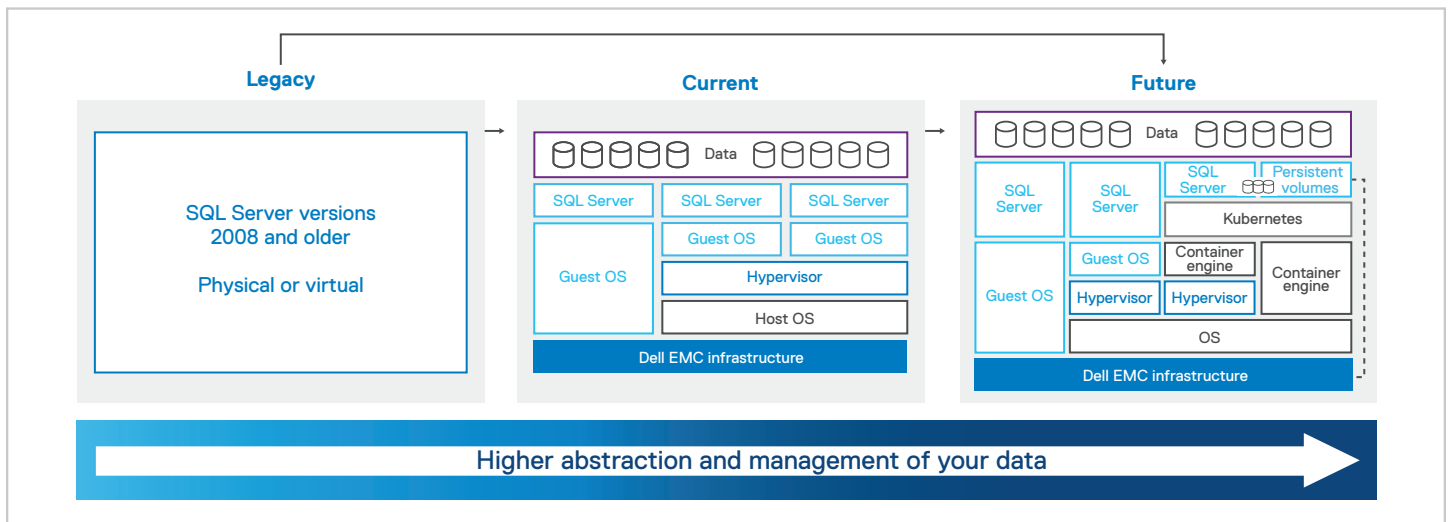 Legacy
Current
Future
SQL Server versions
2008 and older
Physical or virtual
Data
SQL Server
SQL Server
SQL Server
Guest OS
Guest OS
Guest OS
Hypervisor
Host OS
Dell EMC infrastructure
Data
SQL
Server
SQL
Server
SQL
Server
Persistent
volumes
Kubernetes
Guest OS
Guest OS
Container
engine
Container
engine
Hypervisor
Hypervisor
OS
Dell EMC infrastructure
Higher abstraction and management of your data